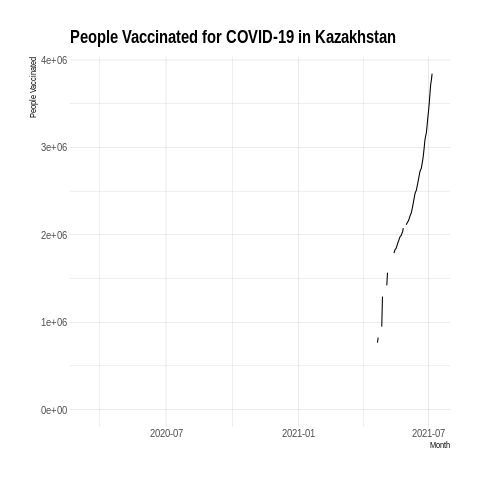 People Vaccinated for COVID-19 in Kazakhstan
People Vaccinated
4e+06
3e+06
2e+06
1e+06
0e+00
2020-07
2021-01
2021-07
Month